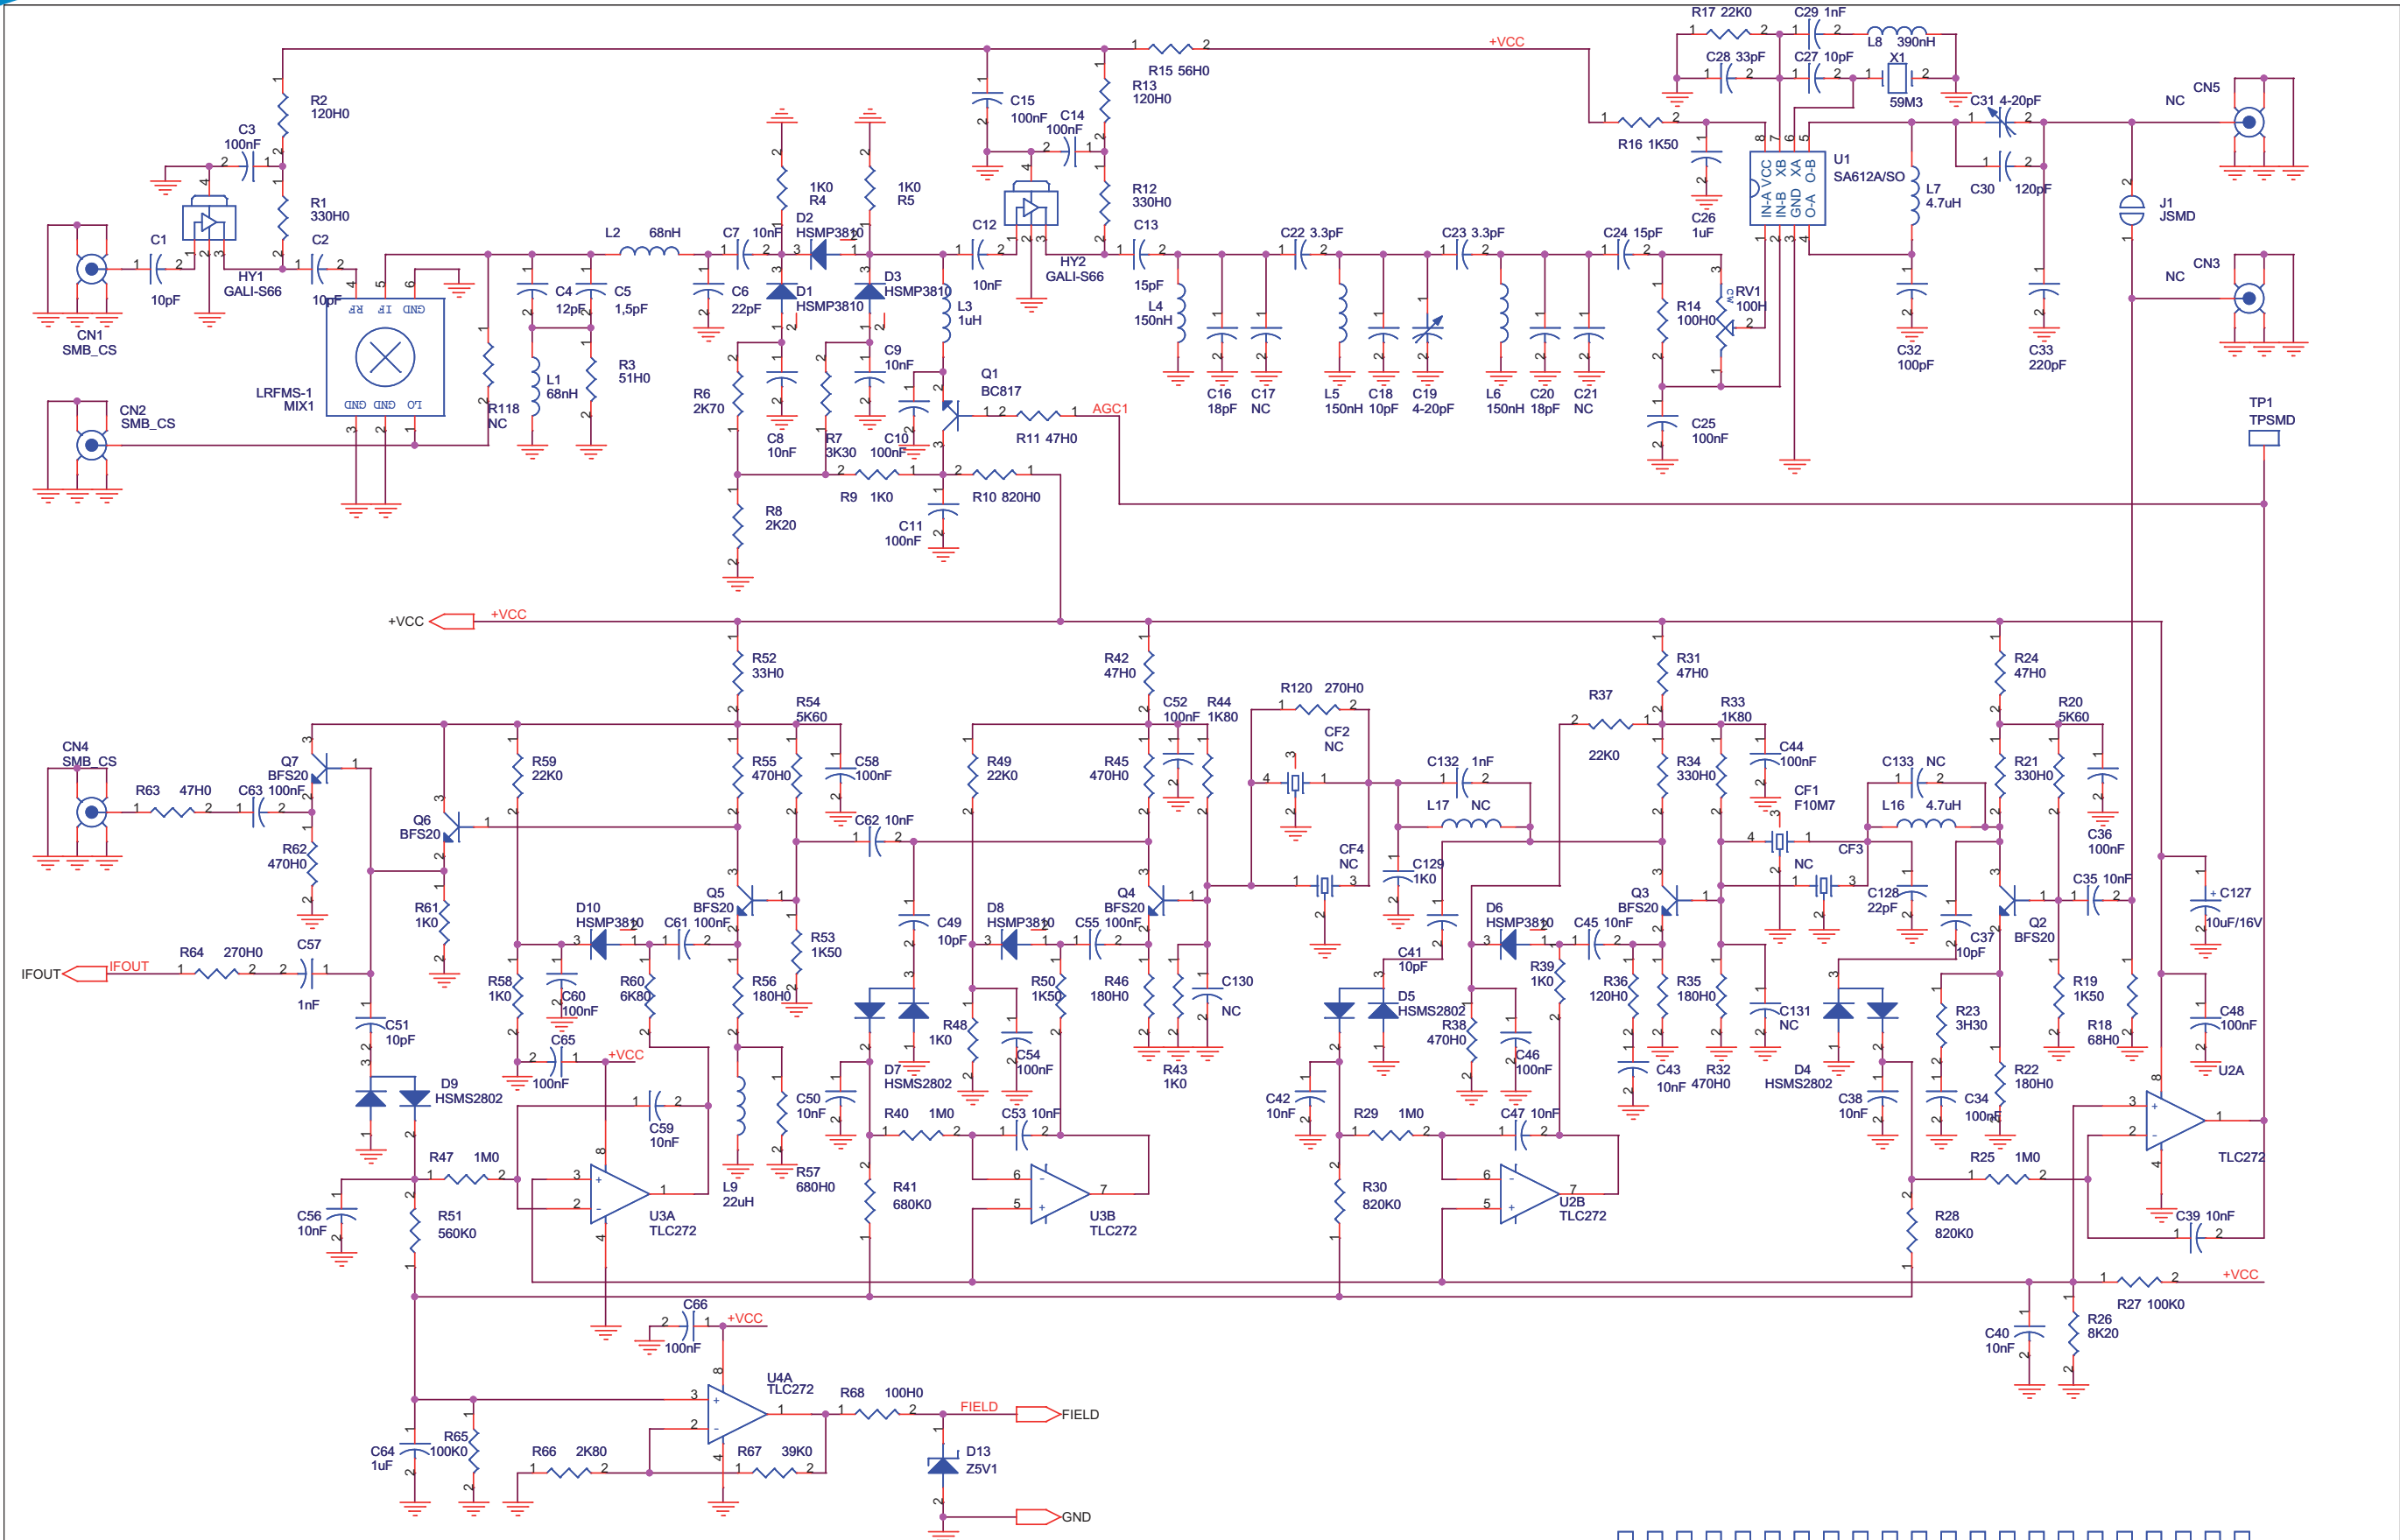 R17 22K0
C29 1nF
L8 390nH
C28 33pF
C27 10pF
X1
59M3
+VCC
R15 56H0
R2
120H0
C3
100nF
R1
330H0
C1
10pF
C2
10pF
HY1
GALI-S66
CN1
SMB_CS
CN2
SMB_CS
RF IF GND
LRFMS-1
MIX1
GND GND LO
R118
NC
C4
12pF
C5
1,5pF
L1
68nH
R3
51H0
L2 68nH
C6
22pF
C7 10nF
1K0
R4
1K0
R5
D2
HSMP3810
D1
HSMP3810
D3
HSMP3810
L3
1uH
R6
2K70
C8
10nF
R7
3K30
C9
10nF
C10
100nF
Q1
BC817
R11 47H0
AGC1
R9 1K0
R10 820H0
R8
2K20
C11
100nF
C15
100nF
C14
100nF
R13
120H0
R12
330H0
C12
10nF
HY2
GALI-S66
C13
15pF
L4
150nH
C16
18pF
C17
NC
C22 3.3pF
L5
150nH
C18
10pF
C19
4-20pF
C23 3.3pF
L6
150nH
C20
18pF
C21
NC
C24 15pF
R14
100H0
RV1
100H
CW
C25
100nF
R16 1K50
C26
1uF
U1
SA612A/SO
VCC XB XA O-B
IN-A IN-B GND O-A
L7
4.7uH
C31 4-20pF
C30 120pF
C32
100pF
C33
220pF
CN5
NC
J1
JSMD
CN3
NC
TP1
TPSMD
+VCC
+VCC
R52
33H0
R42
47H0
R31
47H0
R24
47H0
R54
5K60
C52
100nF
R44
1K80
R120 270H0
R37
22K0
R33
1K80
R20
5K60
CN4
SMB_CS
Q7
BFS20
R63 47H0
C63
100nF
R62
470H0
Q6
BFS20
R59
22K0
R55
470H0
C58
100nF
R49
22K0
R45
470H0
CF2
NC
C132 1nF
L17 NC
R34
330H0
C44
100nF
CF1
F10M7
C133 NC
L16 4.7uH
R21
330H0
C36
100nF
C62 10nF
CF4
NC
C129
1K0
NC
CF3
C128
22pF
R61
1K0
D10
HSMP3810
C61
100nF
Q5
BFS20
R53
1K50
C49
10pF
D8
HSMP3810
C55
100nF
Q4
BFS20
C41
10pF
D6
HSMP3810
C45 10nF
Q3
BFS20
C37
10pF
Q2
BFS20
C35 10nF
C127
10uF/16V
IFOUT
IFOUT
R64 270H0
C57
1nF
R58
1K0
C60
100nF
R60
6K80
R56
180H0
R50
1K50
R46
180H0
C130
NC
R39
1K0
R36
120H0
R35
180H0
C131
NC
R23
3H30
R19
1K50
C48
100nF
C51
10pF
C65
100nF
+VCC
D9
HSMS2802
C59
10nF
D7
HSMS2802
C50
10nF
R48
1K0
C54
100nF
R43
1K0
D5
HSMS2802
R38
470H0
C46
100nF
C42
10nF
C43
10nF
R32
470H0
D4
HSMS2802
C38
10nF
C34
100nF
R22
180H0
R18
68H0
U2A
TLC272
R47 1M0
C56
10nF
R51
560K0
U3A
TLC272
L9
22uH
R57
680H0
R40 1M0
C53 10nF
R41
680K0
U3B
TLC272
R29 1M0
C47 10nF
R30
820K0
U2B
TLC272
R25 1M0
R28
820K0
C39 10nF
R27 100K0
+VCC
C40
10nF
R26
8K20
C66
100nF
+VCC
U4A
TLC272
R68 100H0
FIELD
FIELD
C64
1uF
R65
100K0
R66 2K80
R67 39K0
D13
Z5V1
GND